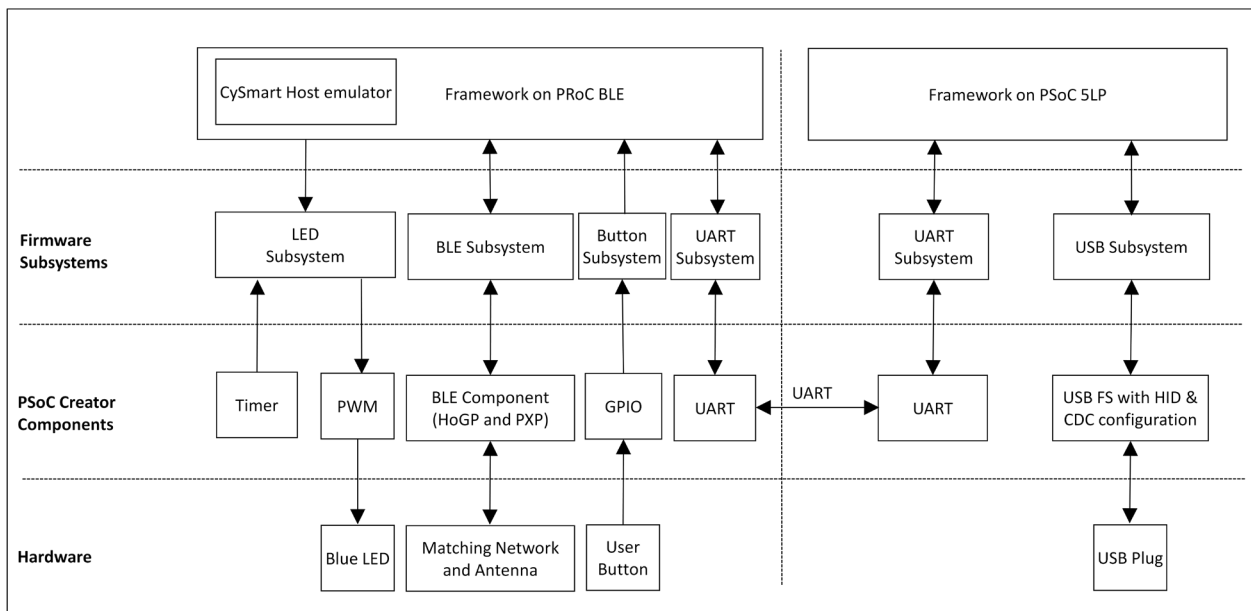 CySmart Host emulator
Framework on PRoC BLE
Framework on PSoC 5LP
Firmware
Subsystems
LED
Subsystem
BLE Subsystem
Button
Subsystem
UART
Subsystem
UART
Subsystem
USB Subsystem
PSoC Creator
Components
Timer
PWM
BLE Component
(HoGP and PXP)
GPIO
UART
UART
UART
USB FS with HID &
CDC configuration
Hardware
Blue LED
Matching Network
and Antenna
User
Button
USB Plug